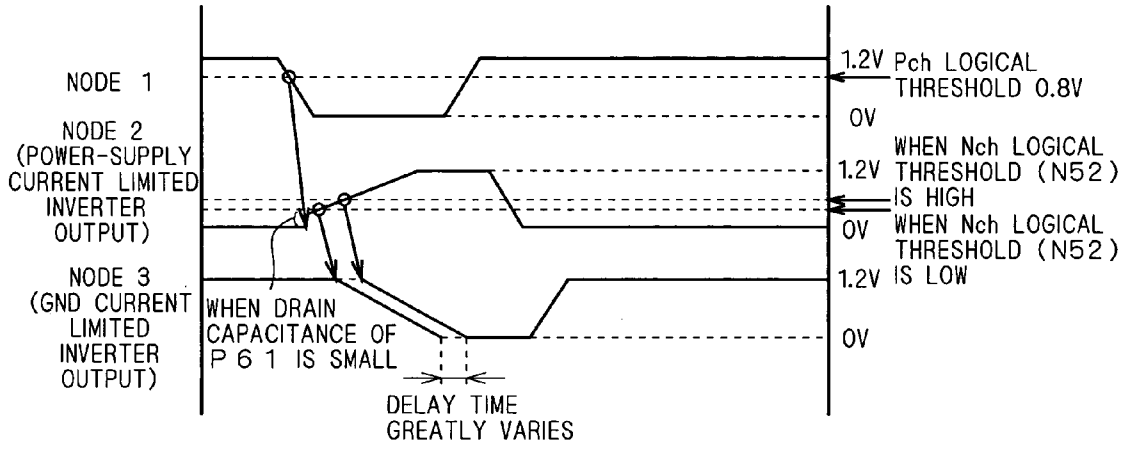 NODE 1
NODE 2
(POWER-SUPPLY
CURRENT LIMITED
INVERTER
OUTPUT)
NODE 3
(GND CURRENT
LIMITED
INVERTER
OUTPUT)
WHEN DRAIN
CAPACITANCE OF
P61 IS SMALL
DELAY TIME
GREATLY VARIES
1.2V
0V
1.2V
0V
1.2V
0V
Pch LOGICAL
THRESHOLD 0.8V
WHEN Nch LOGICAL
THRESHOLD (N52)
IS HIGH
WHEN Nch LOGICAL
THRESHOLD (N52)
IS LOW